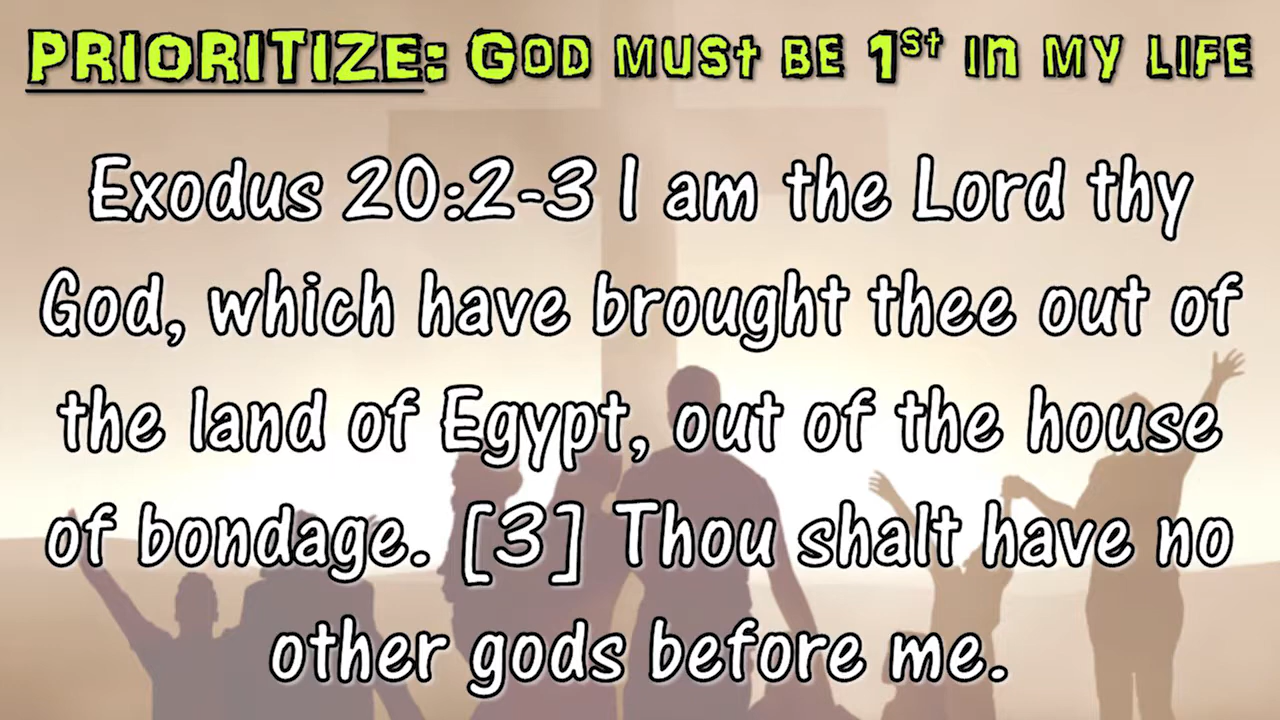 PRIORITIZE: GOD MUST BE 1st IN MY LIFE
Exodus 20:2-3 I am the Lord thy
God, which have brought thee out of
the land of Egypt, out of the house
of bondage. [3] Thou shalt have no
other gods before me.